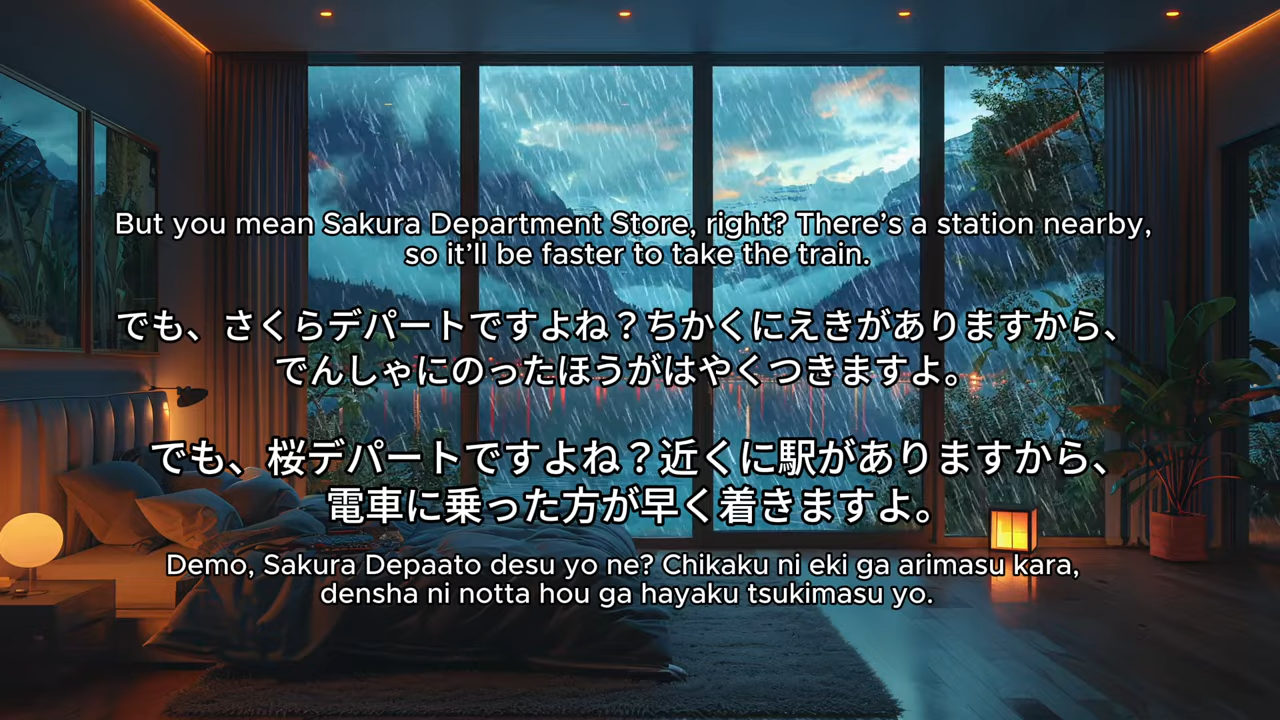 But you mean Sakura Department Store, right? There’s a station nearby,
so it’ll be faster to take the train.
でも、さくらデパートですよね？ちかくにえきがありますから、
でんしゃにのったほうがはやくつきますよ。
でも、桜デパートですよね？近くに駅がありますから、
電車に乗った方が早く着きますよ。
Demo, Sakura Depaato desu yo ne? Chikaku ni eki ga arimasu kara,
densha ni notta hou ga hayaku tsukimasu yo.